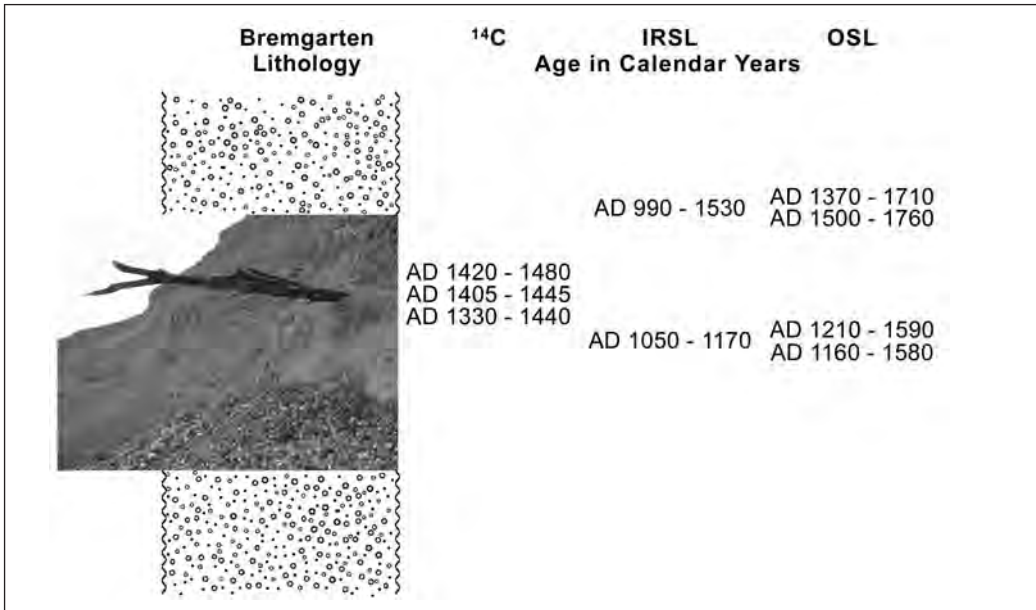 Bremgarten Lithology
¹⁴C
IRSL
OSL
Age in Calendar Years
AD 990 - 1530
AD 1370 - 1710
AD 1500 - 1760
AD 1420 - 1480
AD 1405 - 1445
AD 1330 - 1440
AD 1050 - 1170
AD 1210 - 1590
AD 1160 - 1580